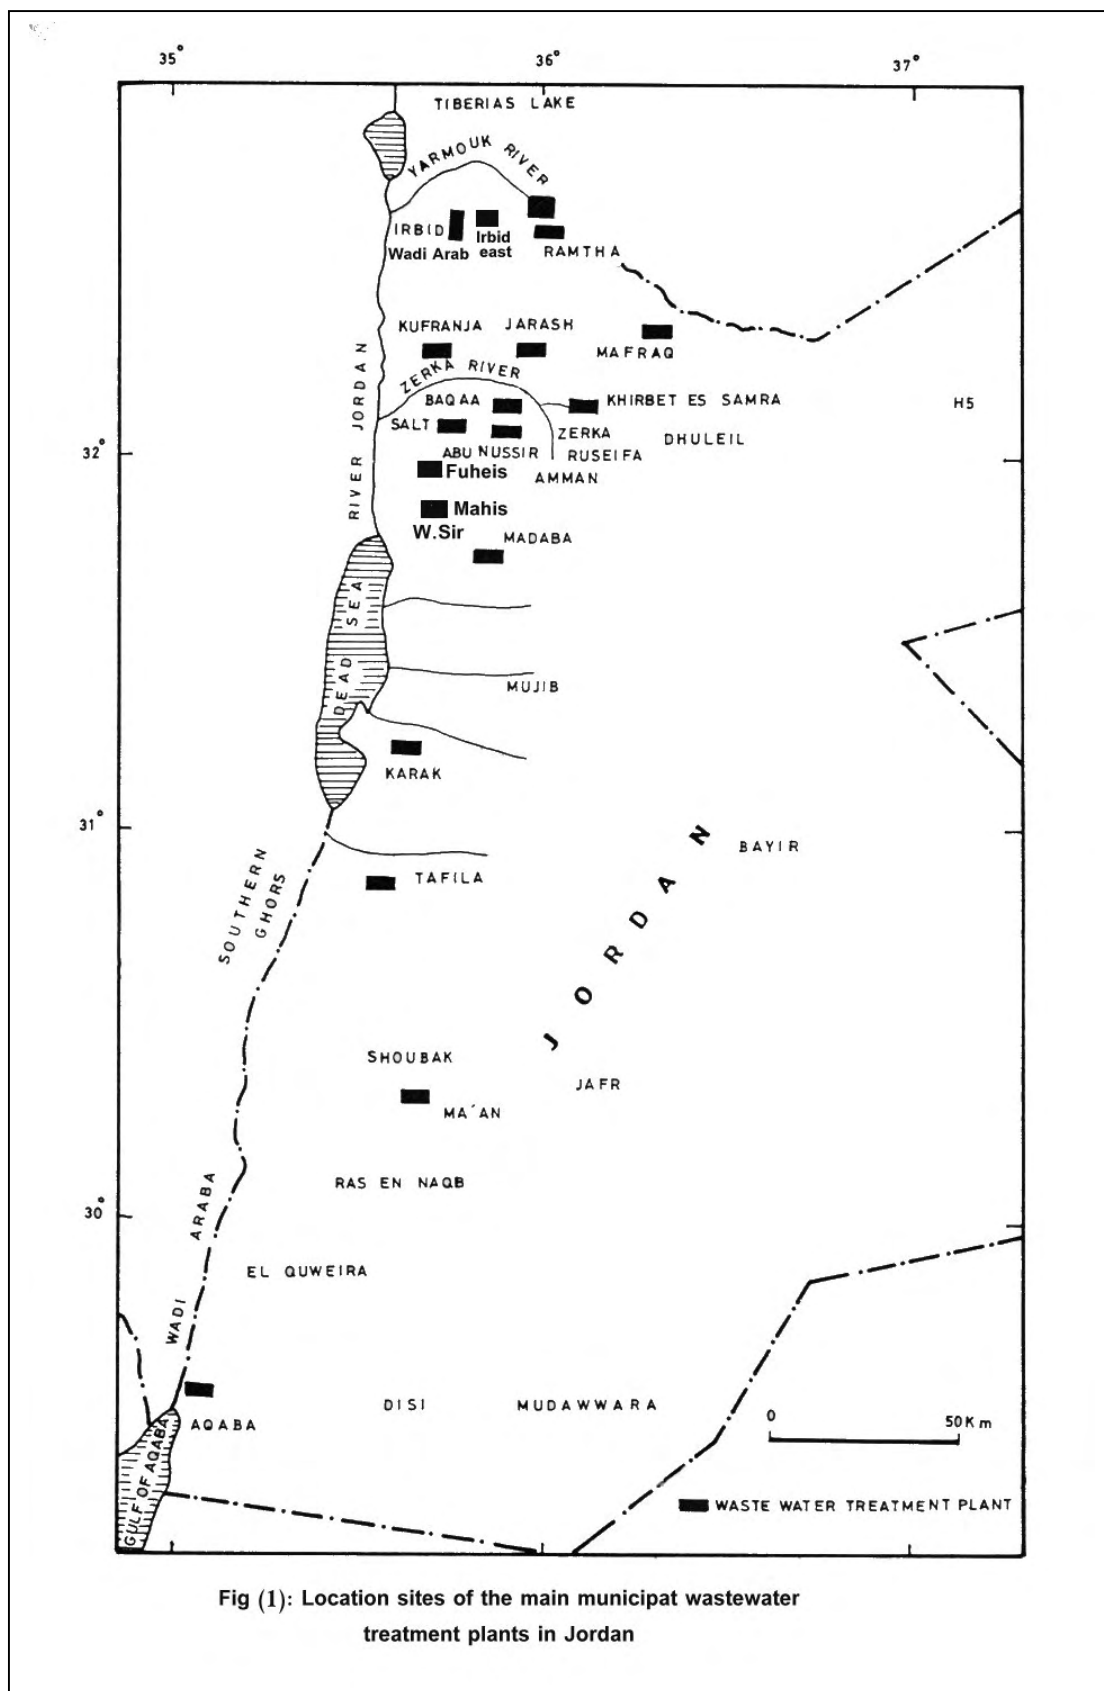 35° 36° 37°
TIBERIAS LAKE
YARMOUK RIVER
IRBID
Wadi Arab
Irbid
east
RAMTHA
KUFRANJA
JARASH
MAFRAQ
ZERKA RIVER
RIVER JORDAN
BAQAA
KHIRBET ES SAMRA
H5
SALT
ZERKA
DHULEIL
ABU NUSSIR
RUSEIFA
32°
Fuheis
AMMAN
Mahis
W.Sir
MADABA
DEAD SEA
MUJIB
KARAK
31°
JORDAN
BAYIR
TAFILA
SOUTHERN
GHORS
SHOUBAK
JAFR
MA'AN
RAS EN NAQB
30°
WADI ARABA
EL QUWEIRA
DISI
MUDAWWARA
0 50Km
AQABA
GULF OF AQABA
WASTE WATER TREATMENT PLANT
Fig (1): Location sites of the main municipat wastewater
treatment plants in Jordan